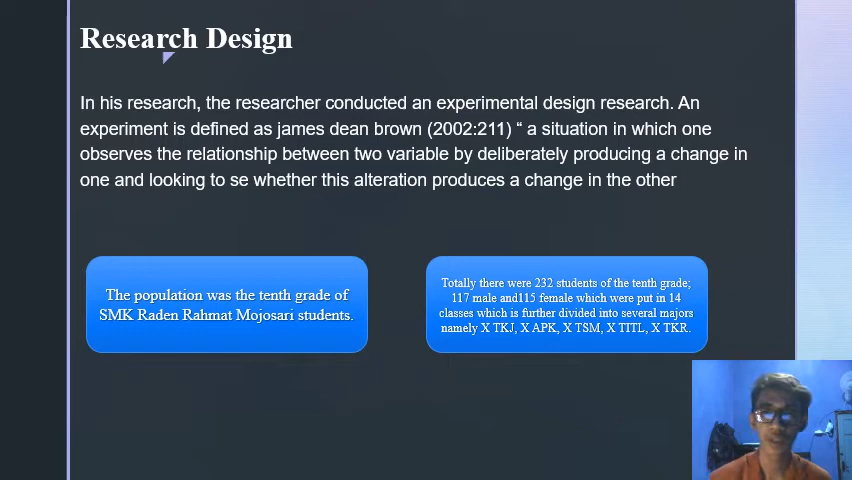 Research Design
In his research, the researcher conducted an experimental design research. An
experiment is defined as james dean brown (2002:211) “ a situation in which one
observes the relationship between two variable by deliberately producing a change in
one and looking to se whether this alteration produces a change in the other
The population was the tenth grade of
SMK Raden Rahmat Mojosari students.
Totally there were 232 students of the tenth grade;
117 male and115 female which were put in 14
classes which is further divided into several majors
namely X TKJ, X APK, X TSM, X TITL, X TKR.